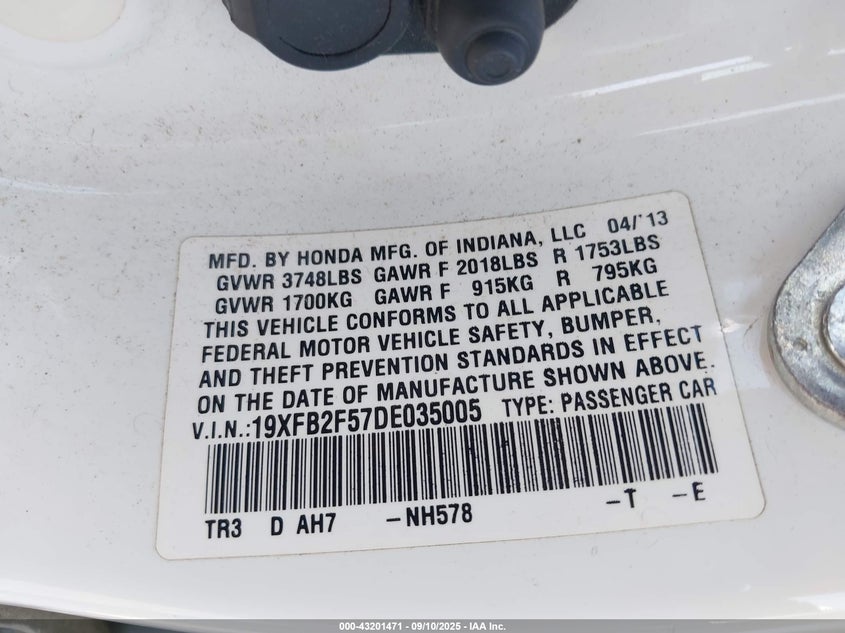 MFD. BY HONDA MFG. OF INDIANA, LLC 04/'13
GVWR 3748LBS GAWR F 2018LBS R 1753LBS
GVWR 1700KG GAWR F 915KG R 795KG
THIS VEHICLE CONFORMS TO ALL APPLICABLE
FEDERAL MOTOR VEHICLE SAFETY, BUMPER,
AND THEFT PREVENTION STANDARDS IN EFFECT
ON THE DATE OF MANUFACTURE SHOWN ABOVE.
V.I.N.:19XFB2F57DE035005 TYPE: PASSENGER CAR
TR3 D AH7 -NH578 -T -E
000-43201471 - 09/10/2025 - IAA Inc.